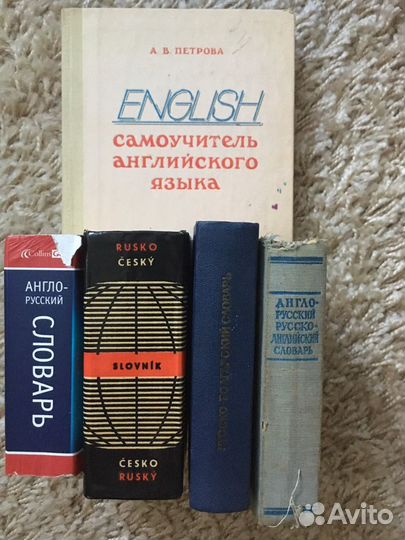 А. В. ПЕТРОВА
ENGLISH
САМОУЧИТЕЛЬ
АНГЛИЙСКОГО
ЯЗЫКА
Collins
АНГЛО-
РУССКИЙ
СЛОВАРЬ
RUSKO
ČESKÝ
SLOVNÍK
ČESKO
RUSKÝ
СЛОВАРЬ
АНГЛО-
РУССКИЙ
РУССКО-
АНГЛИЙСКИЙ
СЛОВАРЬ
Avito